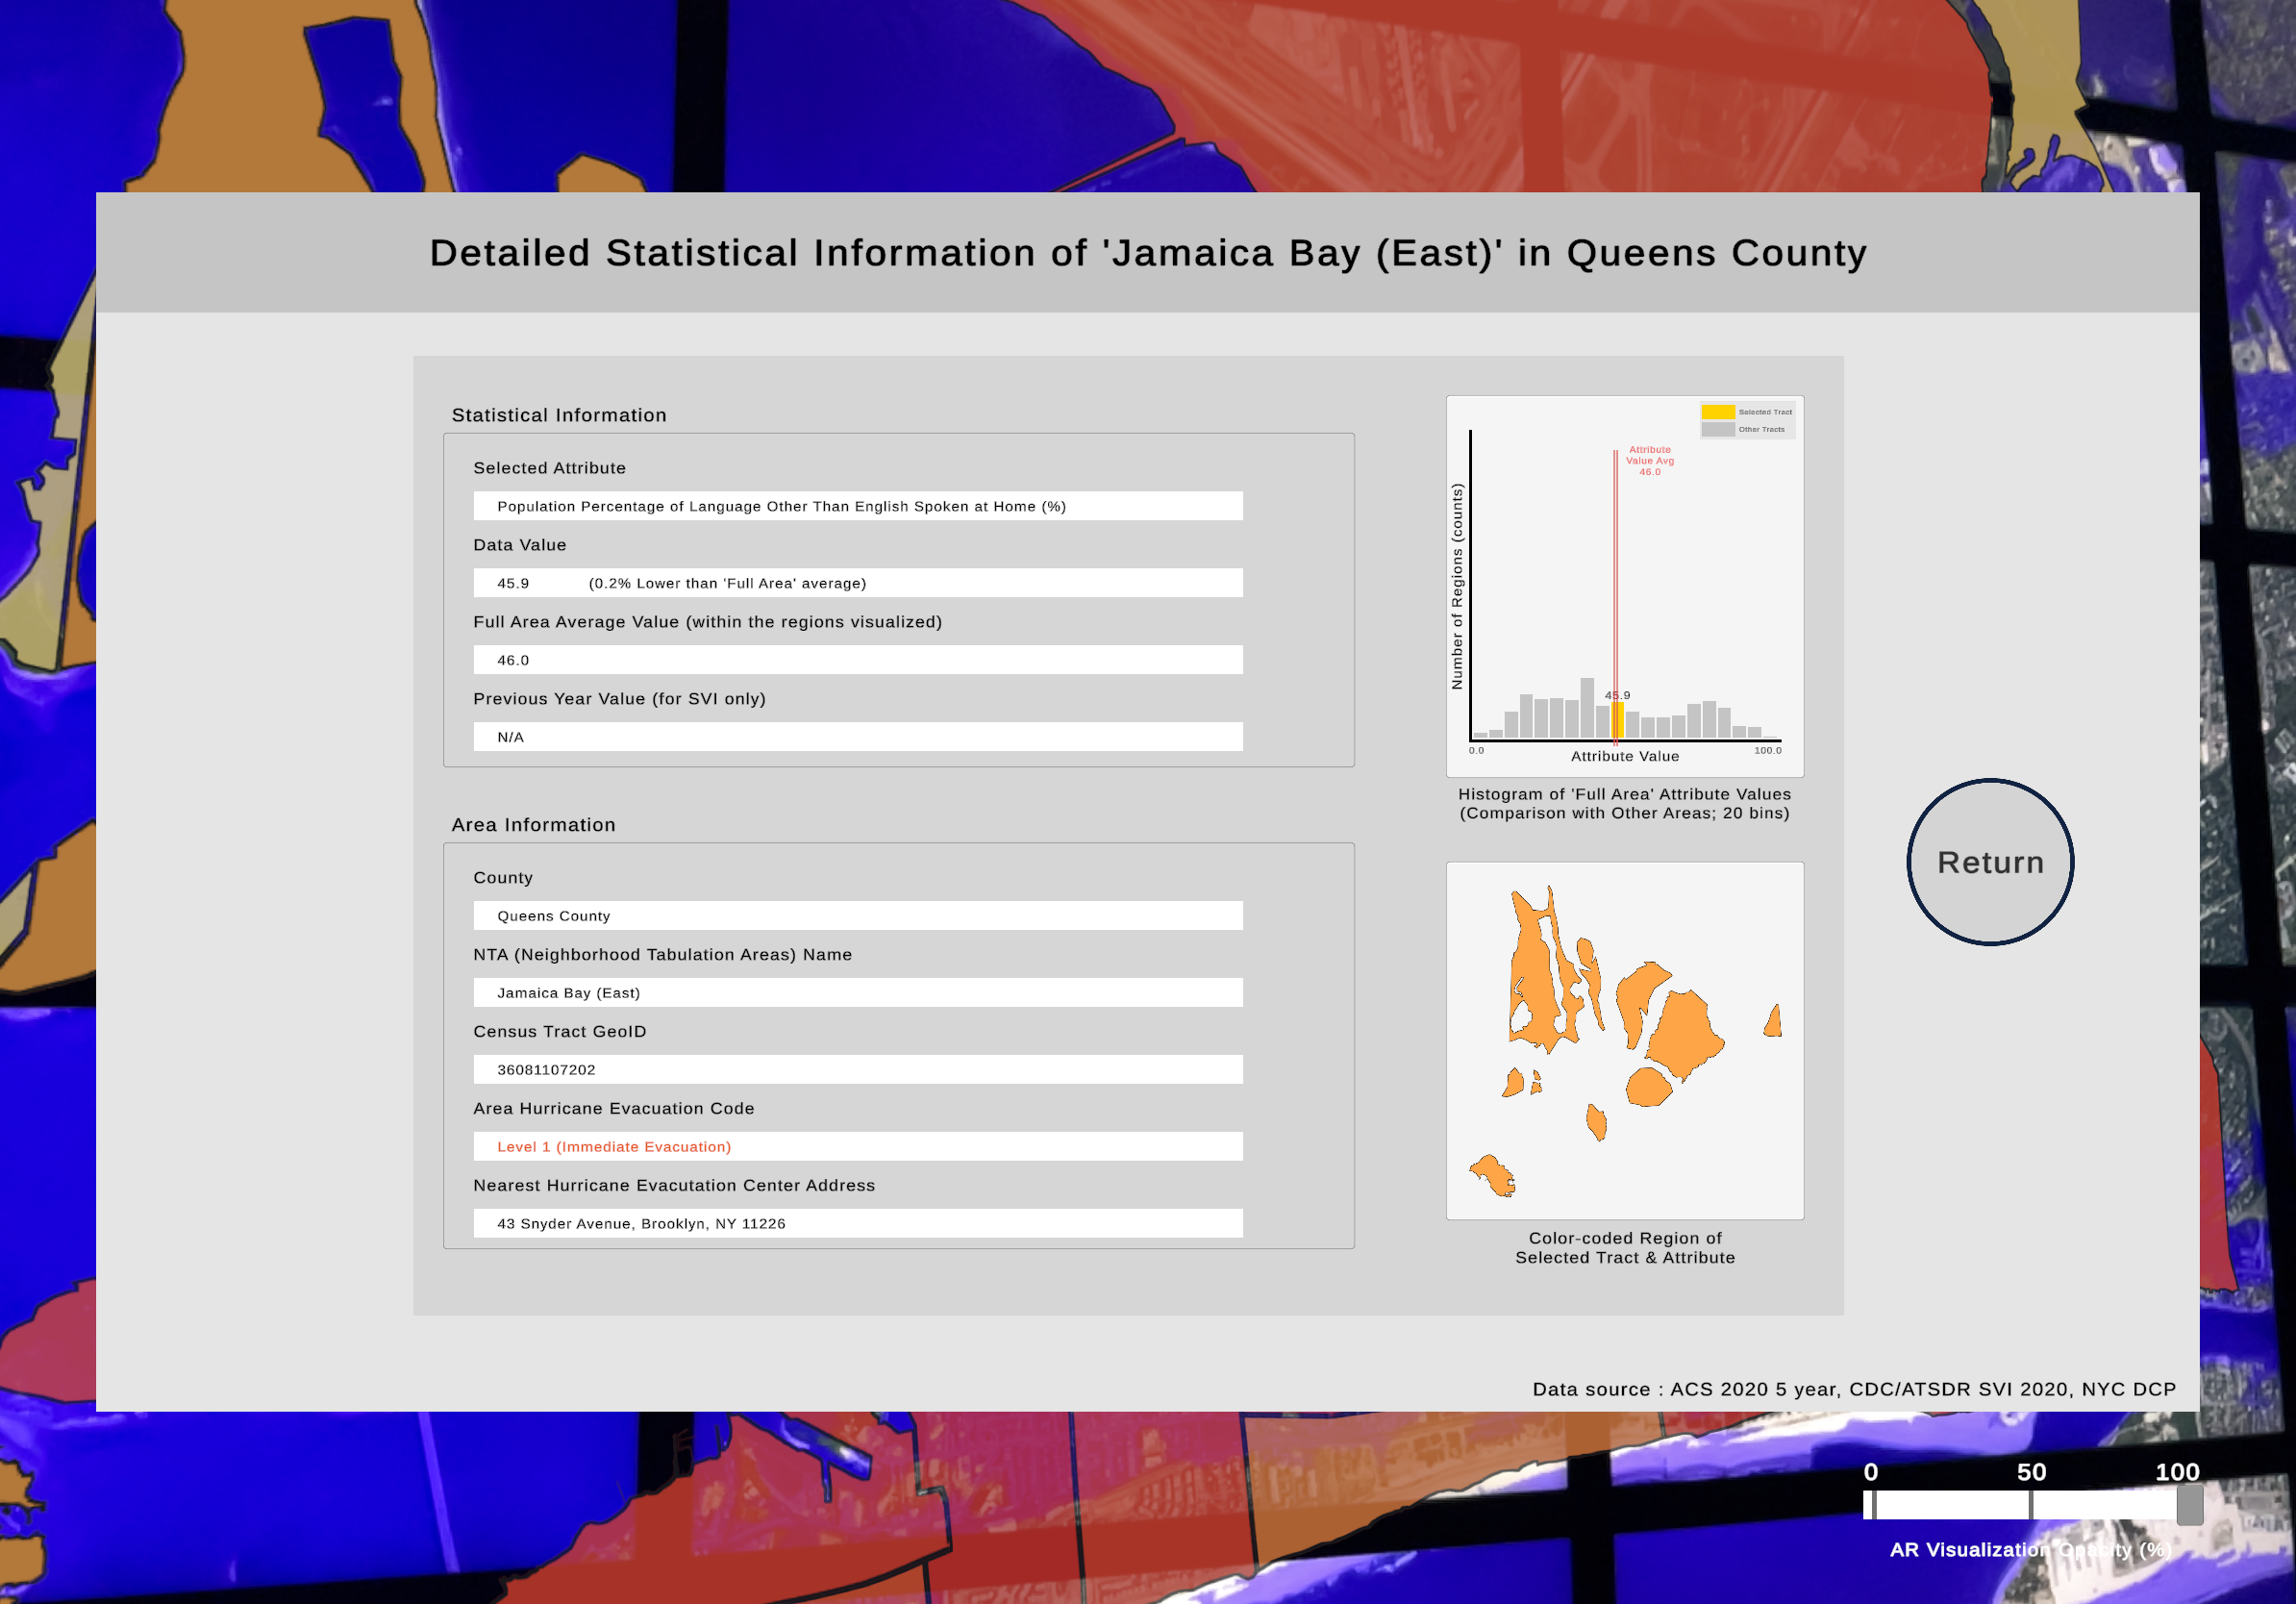 Detailed Statistical Information of 'Jamaica Bay (East)' in Queens County
Statistical Information
Selected Attribute
Population Percentage of Language Other Than English Spoken at Home (%)
Data Value
45.9 (0.2% Lower than 'Full Area' average)
Full Area Average Value (within the regions visualized)
46.0
Previous Year Value (for SVI only)
N/A
Area Information
County
Queens County
NTA (Neighborhood Tabulation Areas) Name
Jamaica Bay (East)
Census Tract GeoID
36081107202
Area Hurricane Evacuation Code
Level 1 (Immediate Evacuation)
Nearest Hurricane Evacutation Center Address
43 Snyder Avenue, Brooklyn, NY 11226
Selected Tract
Other Tracts
Attribute
Value Avg
46.0
Number of Regions (counts)
45.9
0.0
100.0
Attribute Value
Histogram of 'Full Area' Attribute Values
(Comparison with Other Areas; 20 bins)
Color-coded Region of
Selected Tract & Attribute
Return
Data source : ACS 2020 5 year, CDC/ATSDR SVI 2020, NYC DCP
0 50 100
AR Visualization Opacity (%)